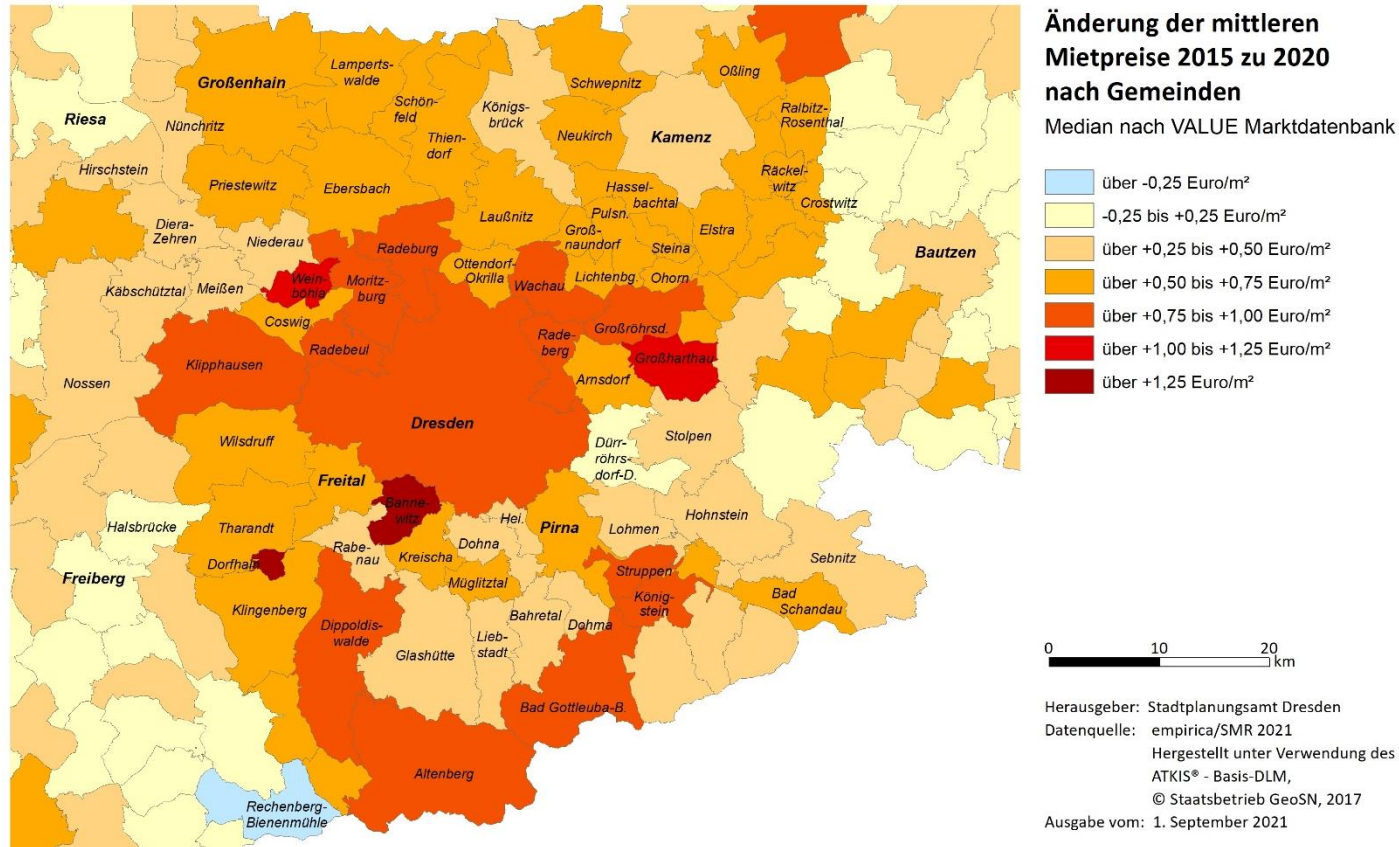 Änderung der mittleren
Mietpreise 2015 zu 2020
nach Gemeinden
Median nach VALUE Marktdatenbank
über -0,25 Euro/m²
-0,25 bis +0,25 Euro/m²
über +0,25 bis +0,50 Euro/m²
über +0,50 bis +0,75 Euro/m²
über +0,75 bis +1,00 Euro/m²
über +1,00 bis +1,25 Euro/m²
über +1,25 Euro/m²
0 10 20
km
Herausgeber: Stadtplanungsamt Dresden
Datenquelle: empirica/SMR 2021
Hergestellt unter Verwendung des
ATKIS® - Basis-DLM,
© Staatsbetrieb GeoSN, 2017
Ausgabe vom: 1. September 2021
Großenhain
Lamperts-
walde
Schön-
feld
Thien-
dorf
Königs-
brück
Schwepnitz
Oßling
Ralbitz-
Rosenthal
Riesa
Nünchritz
Neukirch
Kamenz
Hirschstein
Priestewitz
Ebersbach
Räckel-
witz
Crostwitz
Hassel-
bachtal
Pulsn.
Laußnitz
Groß-
naundorf
Steina
Elstra
Diera-
Zehren
Niederau
Radeburg
Bautzen
Ottendorf-
Okrilla
Wachau
Lichtenbg.
Ohorn
Käbschütztal
Meißen
Wein-
böhla
Moritz-
burg
Coswig
Radebeul
Klipphausen
Rade-
berg
Großröhrsd.
Großharthau
Nossen
Arnsdorf
Dresden
Wilsdruff
Stolpen
Dürr-
röhrs-
dorf-D.
Freital
Banne-
witz
Halsbrücke
Tharandt
Hei.
Dohna
Pirna
Lohmen
Hohnstein
Rabe-
nau
Kreischa
Sebnitz
Freiberg
Dorfhain
Müglitztal
Struppen
König-
stein
Bad
Schandau
Klingenberg
Dippoldis-
walde
Bahretal
Dohma
Glashütte
Lieb-
stadt
Bad Gottleuba-B.
Altenberg
Rechenberg-
Bienenmühle